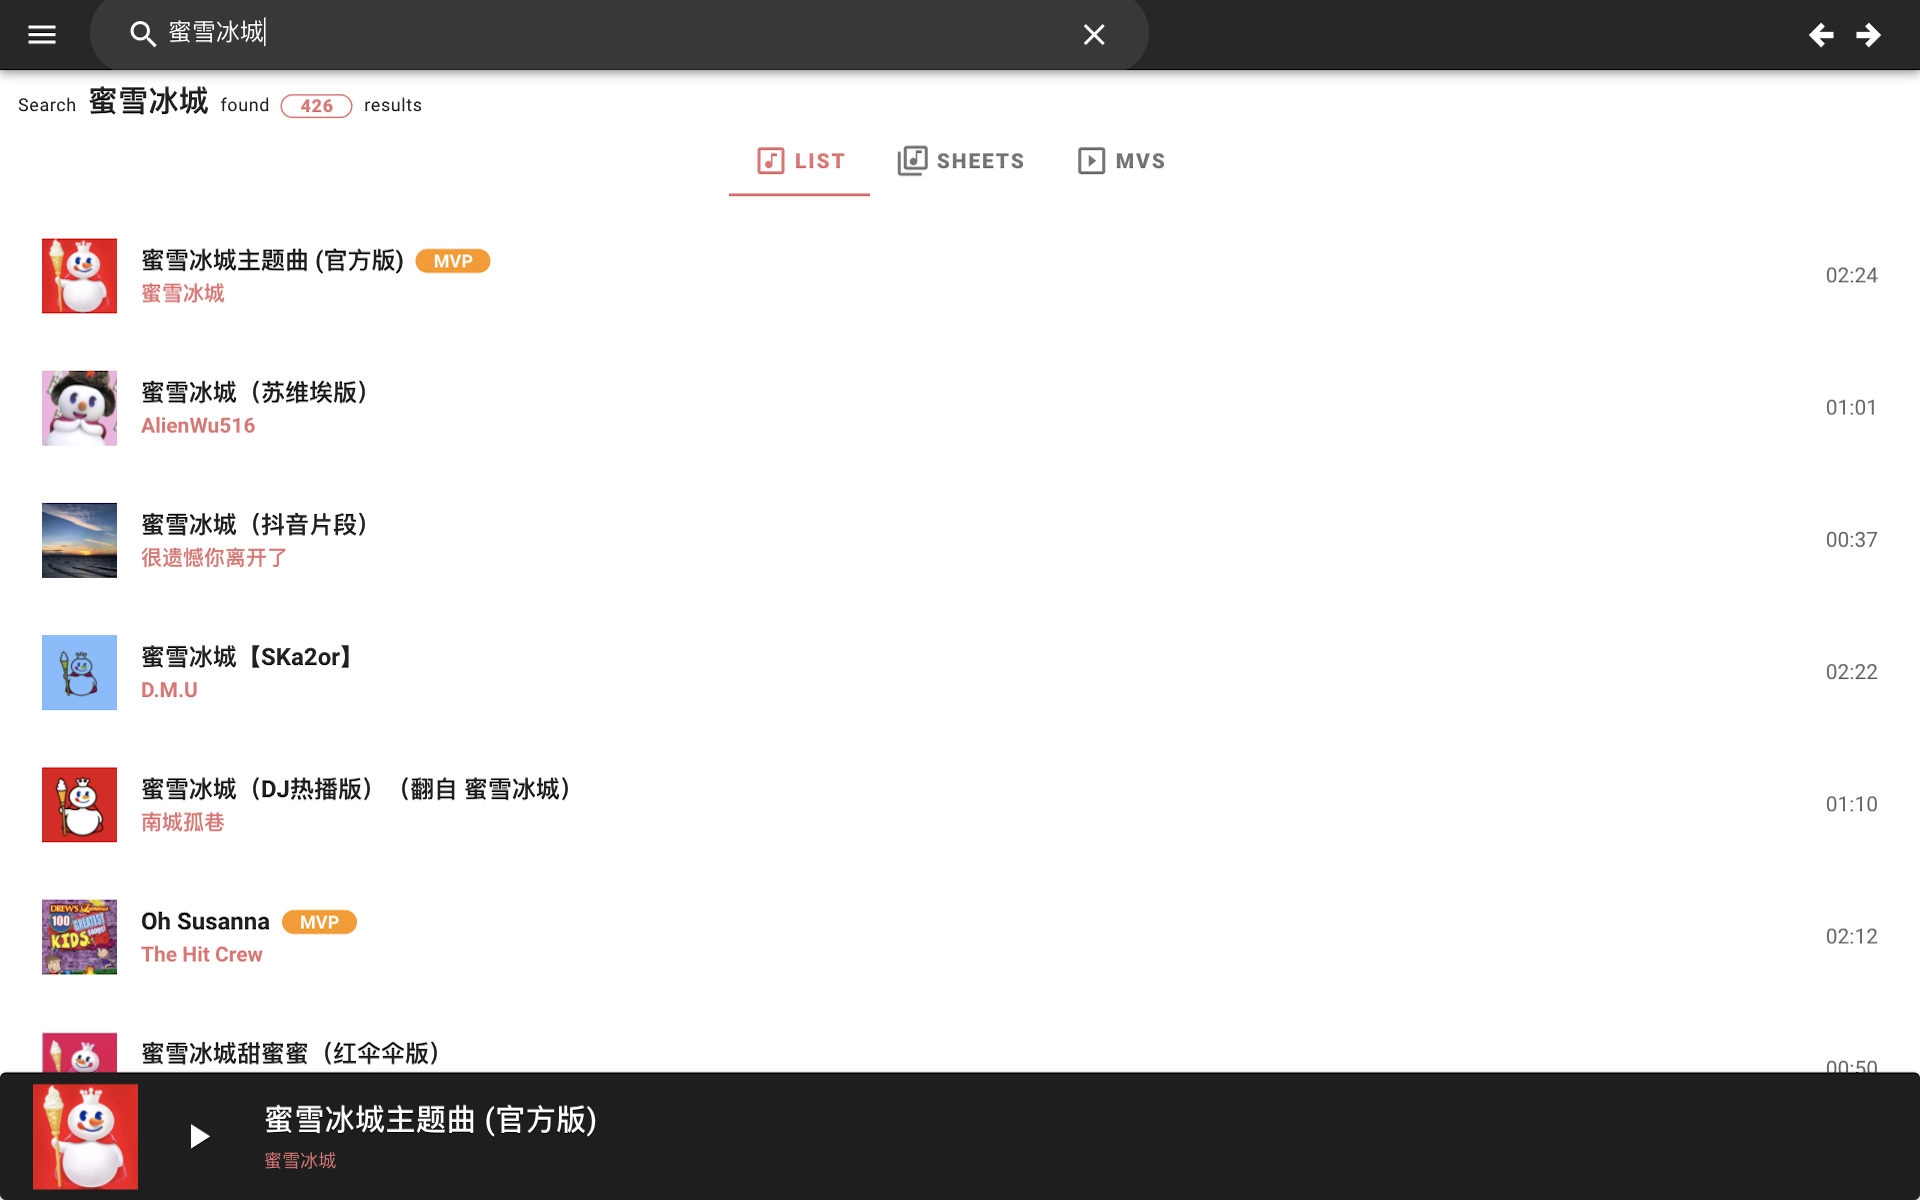 蜜雪冰城
Search 蜜雪冰城 found 426 results
LIST SHEETS MVS
蜜雪冰城主题曲 (官方版) MVP
蜜雪冰城
02:24
蜜雪冰城（苏维埃版）
AlienWu516
01:01
蜜雪冰城（抖音片段）
很遗憾你离开了
00:37
蜜雪冰城【SKa2or】
D.M.U
02:22
蜜雪冰城（DJ热播版）（翻自 蜜雪冰城）
南城孤巷
01:10
DREW'S Famous
100 GREATEST
KIDS Songs!
Oh Susanna MVP
The Hit Crew
02:12
蜜雪冰城甜蜜蜜（红伞伞版）
00:50
蜜雪冰城主题曲 (官方版)
蜜雪冰城